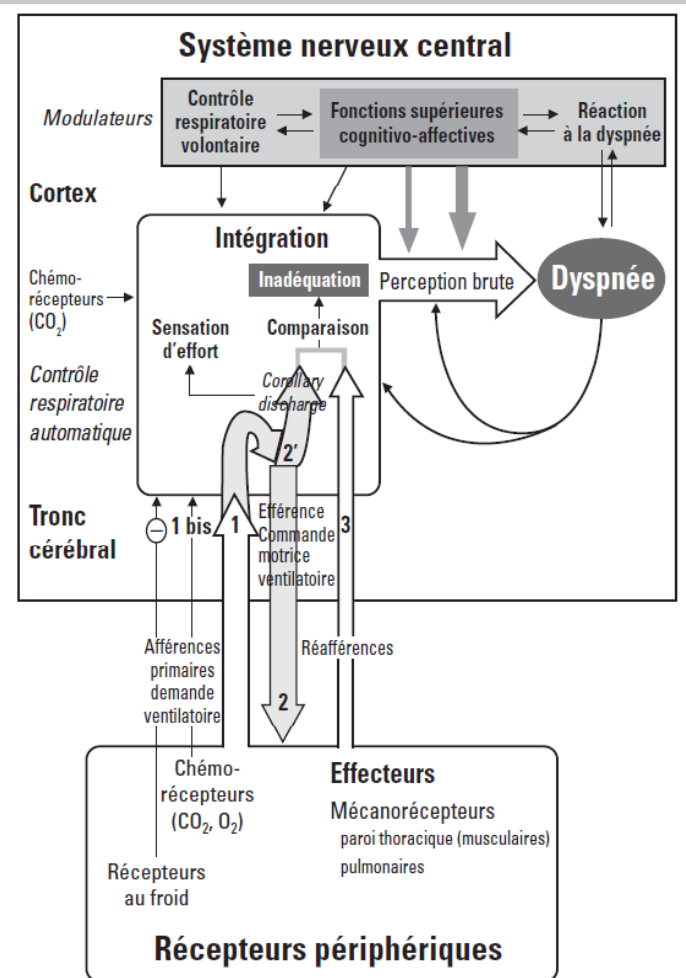 Système nerveux central
Modulateurs
Contrôle
respiratoire
volontaire
Fonctions supérieures
cognitivo-affectives
Réaction
à la dyspnée
Cortex
Intégration
Chémo-
récepteurs
(CO2)
Inadéquation
Perception brute
Dyspnée
Sensation
d'effort
Comparaison
Contrôle
respiratoire
automatique
Corollary
discharge
2'
Tronc
cérébral
−
1 bis
1
Efférence
Commande
motrice
ventilatoire
3
Afférences
primaires
demande
ventilatoire
Réafférences
2
Chémo-
récepteurs
(CO2, O2)
Effecteurs
Mécanorécepteurs
paroi thoracique (musculaires)
pulmonaires
Récepteurs
au froid
Récepteurs périphériques